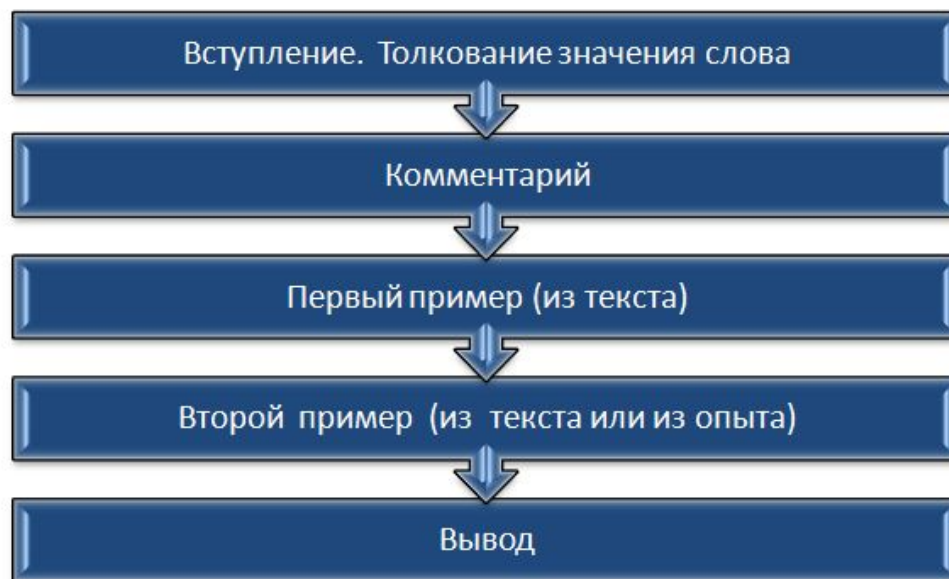 Вступление. Толкование значения слова
Комментарий
Первый пример (из текста)
Второй пример (из текста или из опыта)
Вывод